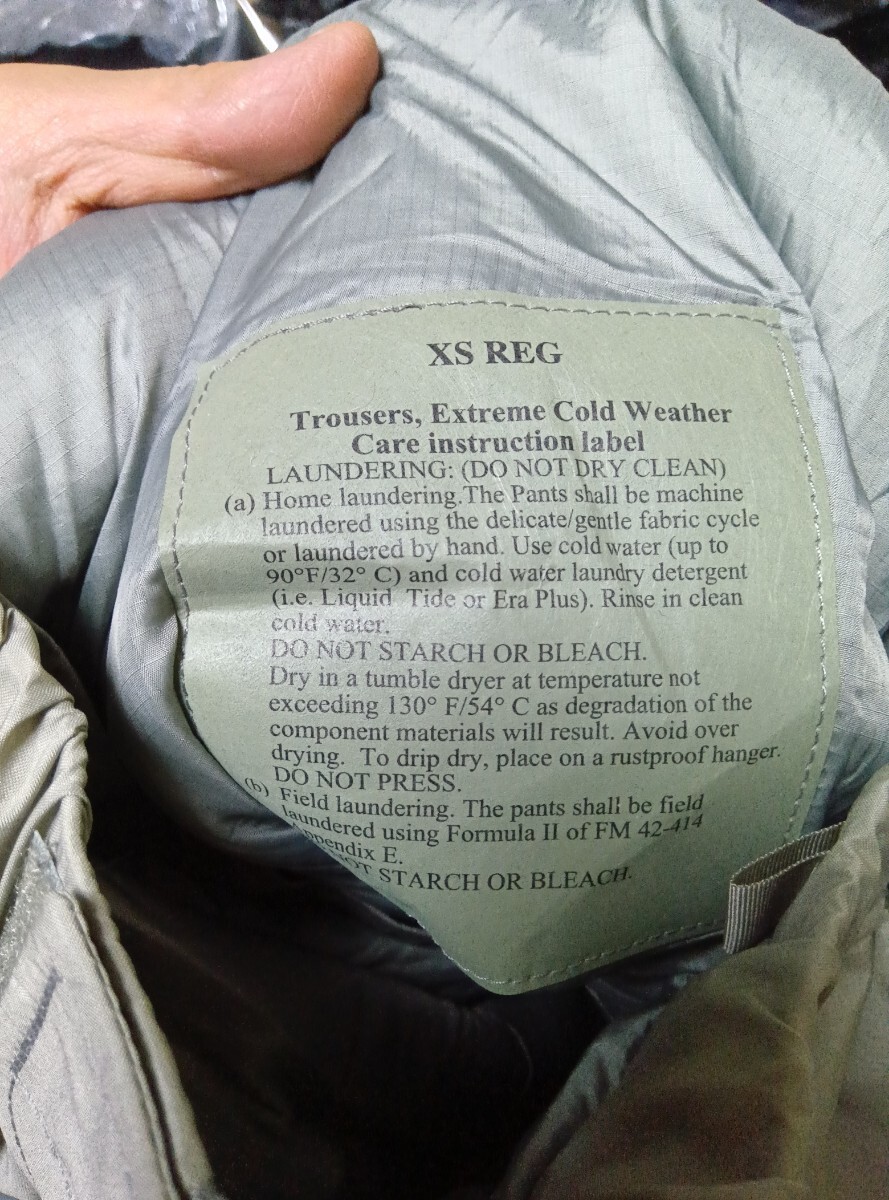 XS REG
Trousers, Extreme Cold Weather
Care instruction label
LAUNDERING: (DO NOT DRY CLEAN)
(a) Home laundering.The Pants shall be machine
laundered using the delicate/gentle fabric cycle
or laundered by hand. Use cold water (up to
90°F/32° C) and cold water laundry detergent
(i.e. Liquid Tide or Era Plus). Rinse in clean
cold water.
DO NOT STARCH OR BLEACH.
Dry in a tumble dryer at temperature not
exceeding 130° F/54° C as degradation of the
component materials will result. Avoid over
drying. To drip dry, place on a rustproof hanger.
DO NOT PRESS.
(b) Field laundering. The pants shall be field
laundered using Formula II of FM 42-414
ppendix E.
OT STARCH OR BLEACH.